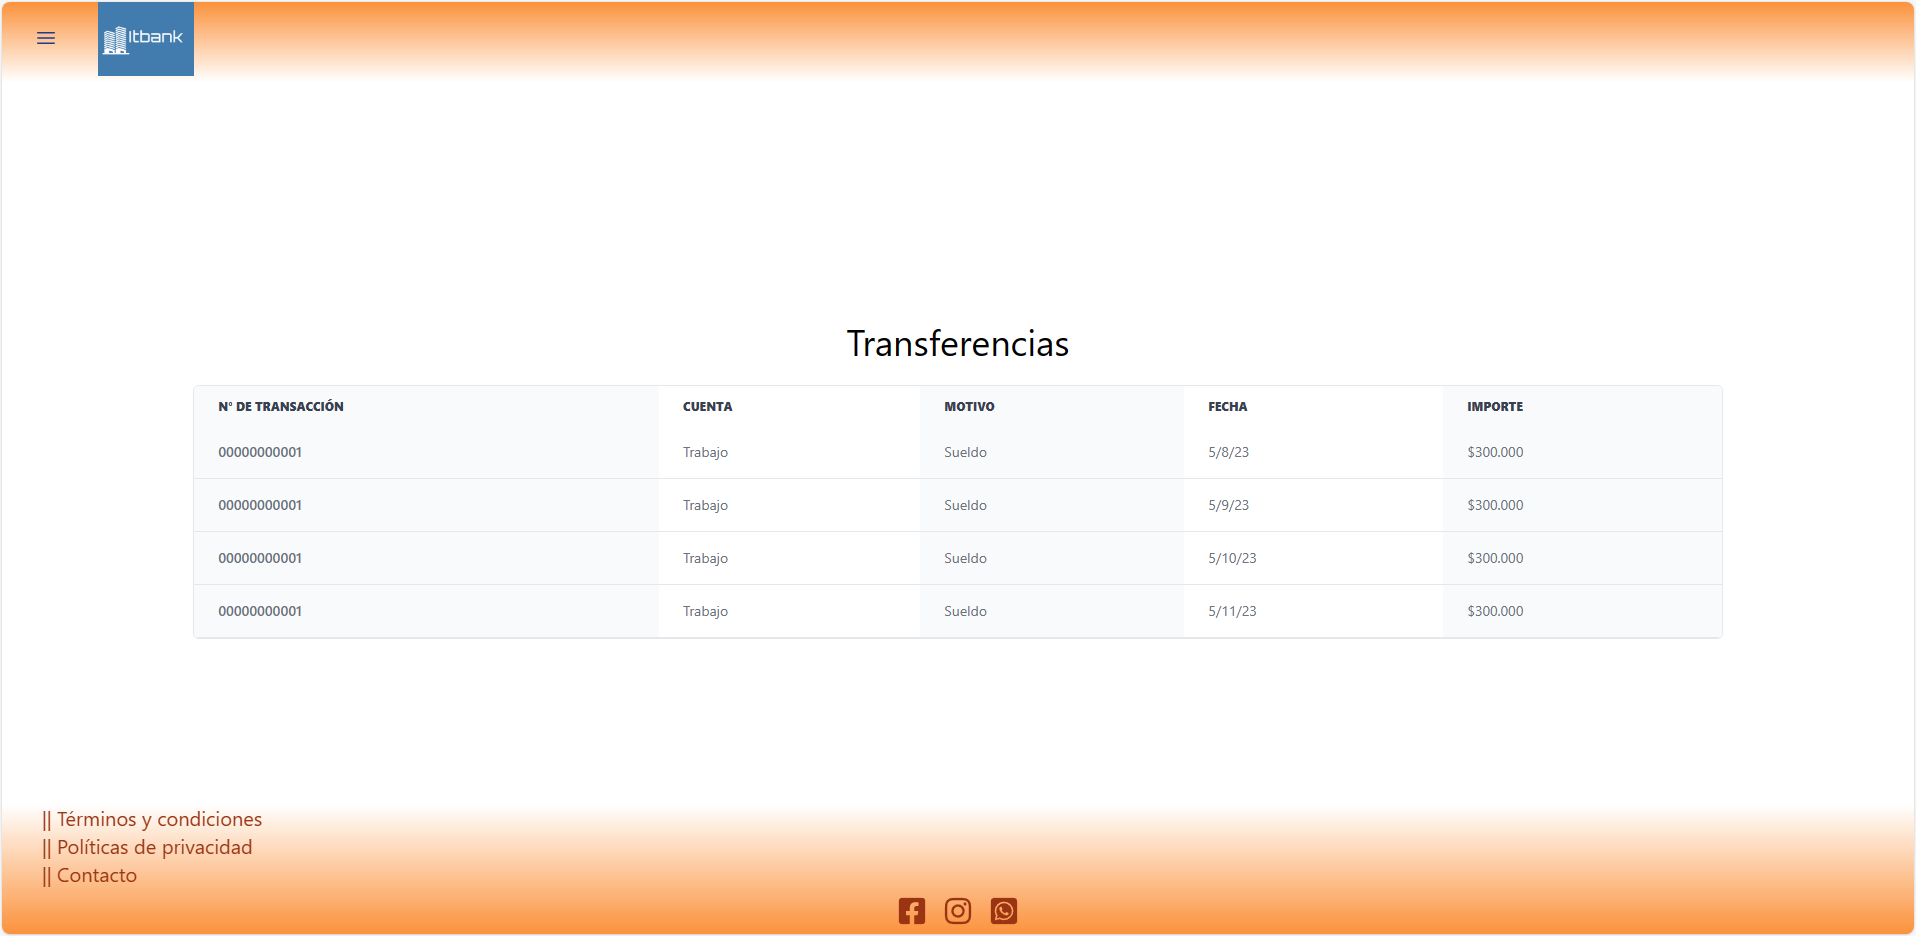 Itbank
Transferencias
N° DE TRANSACCIÓN CUENTA MOTIVO FECHA IMPORTE
00000000001 Trabajo Sueldo 5/8/23 $300.000
00000000001 Trabajo Sueldo 5/9/23 $300.000
00000000001 Trabajo Sueldo 5/10/23 $300.000
00000000001 Trabajo Sueldo 5/11/23 $300.000
|| Términos y condiciones
|| Políticas de privacidad
|| Contacto